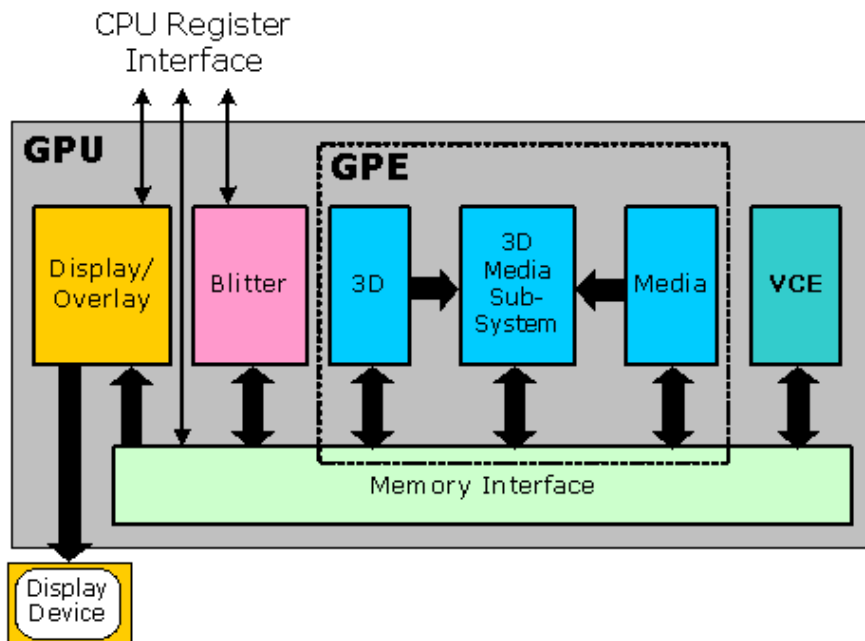 CPU Register
Interface
GPU
GPE
Display/
Overlay
Blitter
3D
3D
Media
Sub-
System
Media
VCE
Memory Interface
Display
Device